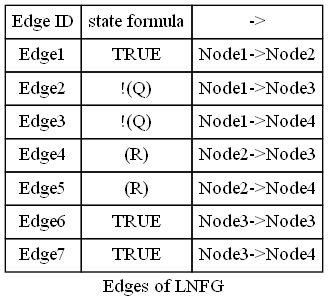 Edge ID state formula ->
Edge1 TRUE Node1->Node2
Edge2 !(Q) Node1->Node3
Edge3 !(Q) Node1->Node4
Edge4 (R) Node2->Node3
Edge5 (R) Node2->Node4
Edge6 TRUE Node3->Node3
Edge7 TRUE Node3->Node4
Edges of LNFG